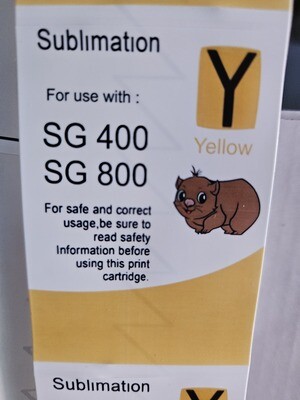 Sublimation
Y
For use with :
SG 400
Yellow
SG 800
For safe and correct
usage,be sure to
read safety
Information before
using this print
cartridge.
Sublimation
Y